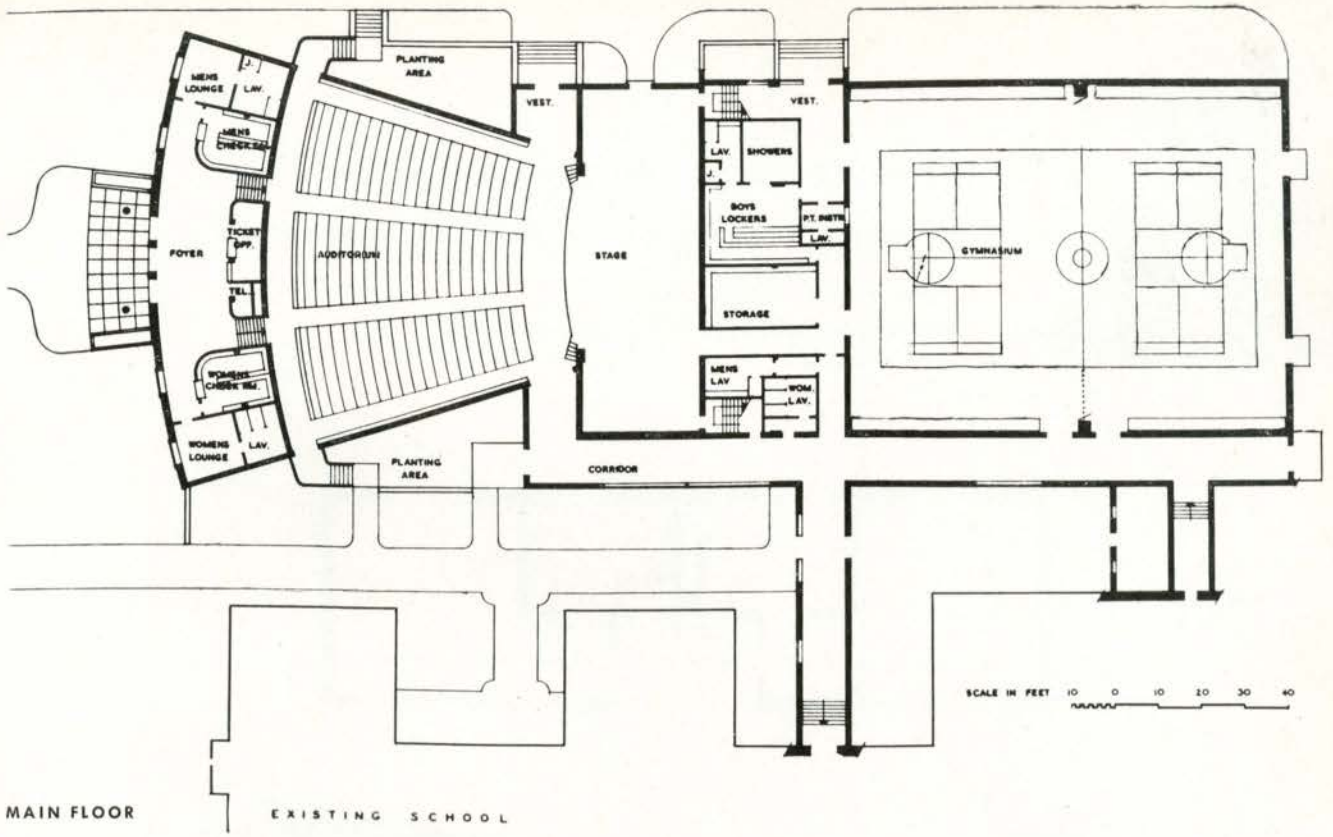 PLANTING
AREA
J.
MENS
LOUNGE
LAV.
MENS
CHECK RM.
VEST.
VEST.
LAV.
SHOWERS
J.
BOYS
LOCKERS
P.T. INSTR.
LAV.
TICKET
OFF.
FOYER
AUDITORIUM
STAGE
GYMNASIUM
TEL.
STORAGE
WOMENS
CHECK RM.
MENS
LAV
WOM.
LAV.
WOMENS
LOUNGE
LAV.
PLANTING
AREA
CORRIDOR
SCALE IN FEET 10 0 10 20 30 40
MAIN FLOOR
EXISTING SCHOOL